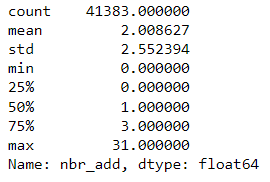 count    41383.000000
mean         2.008627
std          2.552394
min          0.000000
25%          0.000000
50%          1.000000
75%          3.000000
max         31.000000
Name: nbr_add, dtype: float64